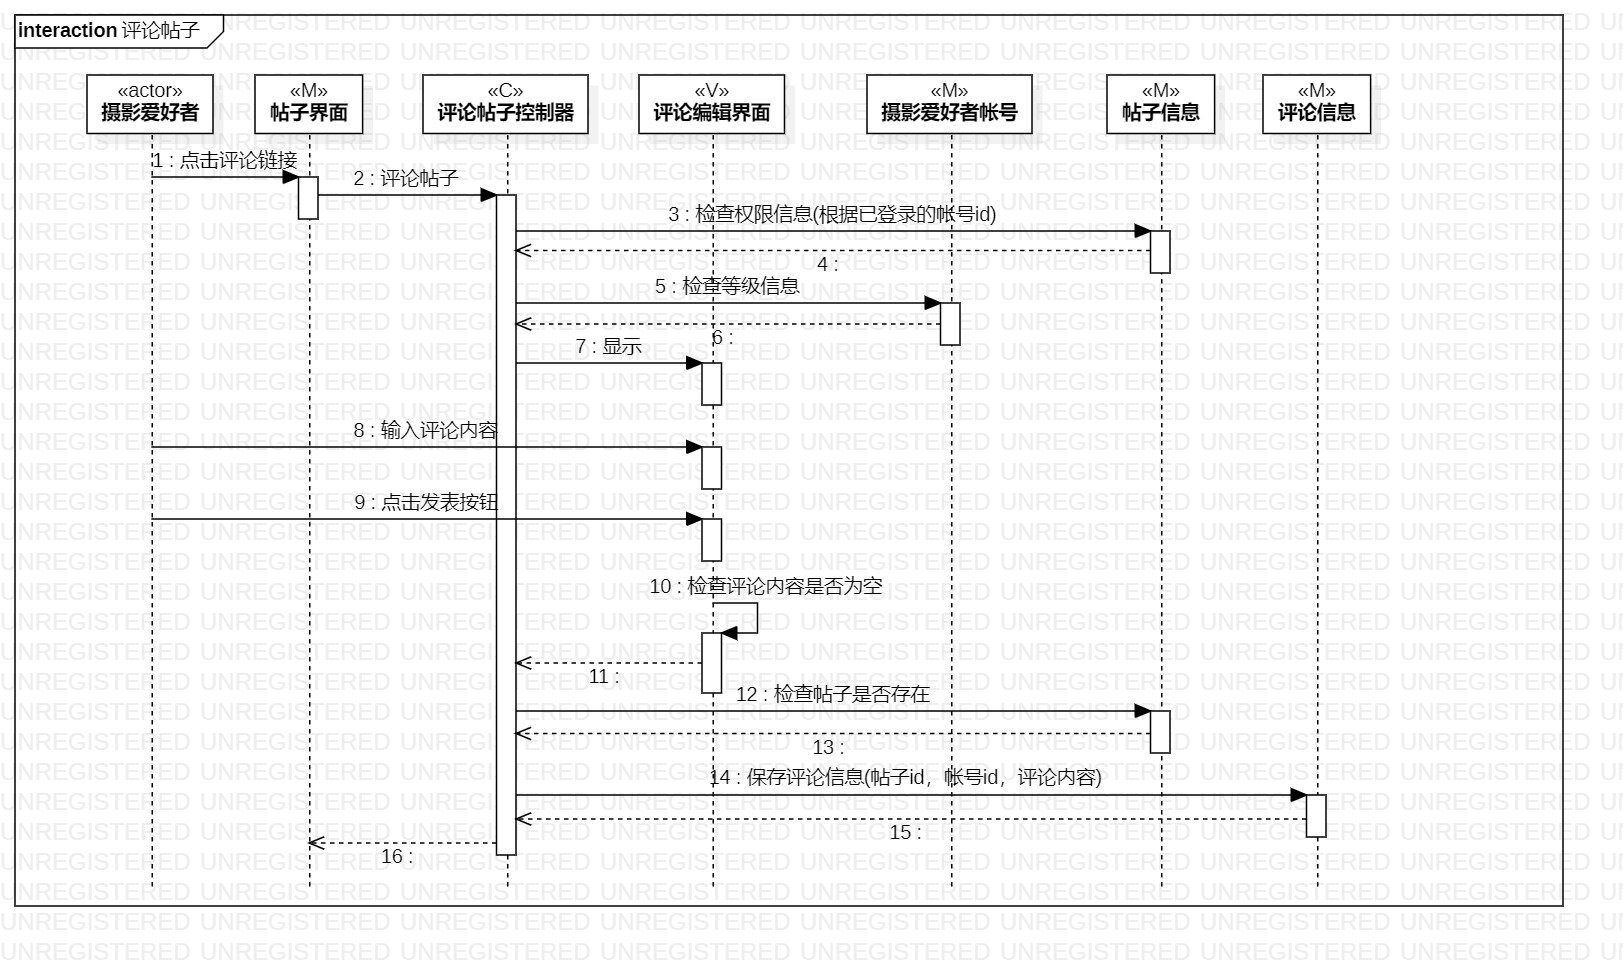 interaction 评论帖子
«actor»
摄影爱好者
«M»
帖子界面
«C»
评论帖子控制器
«V»
评论编辑界面
«M»
摄影爱好者帐号
«M»
帖子信息
«M»
评论信息
1 : 点击评论链接
2 : 评论帖子
3 : 检查权限信息(根据已登录的帐号id)
4 :
5 : 检查等级信息
6 :
7 : 显示
8 : 输入评论内容
9 : 点击发表按钮
10 : 检查评论内容是否为空
11 :
12 : 检查帖子是否存在
13 :
14 : 保存评论信息(帖子id，帐号id，评论内容)
15 :
16 :
UNREGISTERED